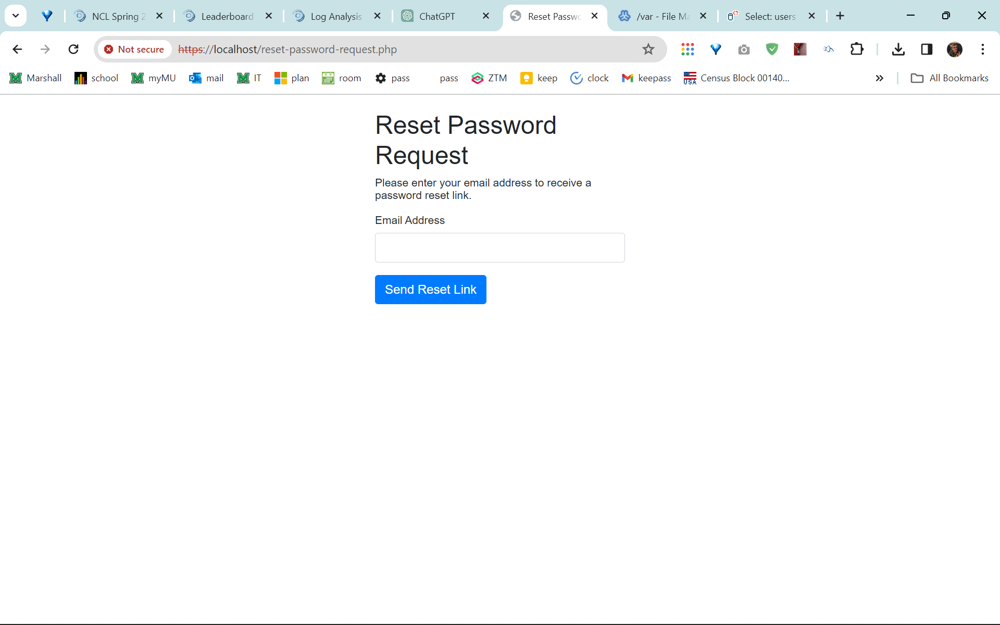 NCL Spring 2
Leaderboard
Log Analysis
ChatGPT
Reset Passwo
/var - File Ma
Select: users
Not secure
https://localhost/reset-password-request.php
Marshall
school
myMU
mail
IT
plan
room
pass
pass
ZTM
keep
clock
keepass
USA
Census Block 00140...
All Bookmarks
Reset Password
Request
Please enter your email address to receive a
password reset link.
Email Address
Send Reset Link